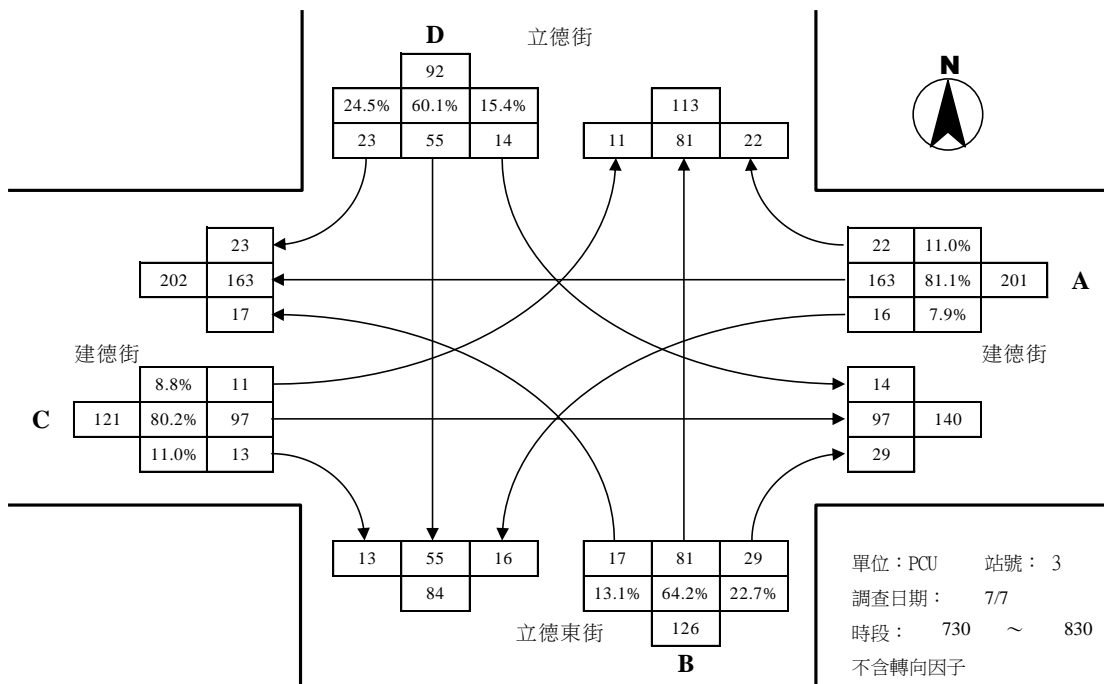 D 立德街
92
N
24.5% 60.1% 15.4%
113
23 55 14
11 81 22
23
22 11.0%
202 163
163 81.1% 201 A
17
16 7.9%
建德街
建德街
8.8% 11
14
C 121 80.2% 97
97 140
11.0% 13
29
13 55 16
17 81 29
84
13.1% 64.2% 22.7%
立德東街
126
B
單位：PCU 站號： 3
調查日期： 7/7
時段： 730 ～ 830
不含轉向因子